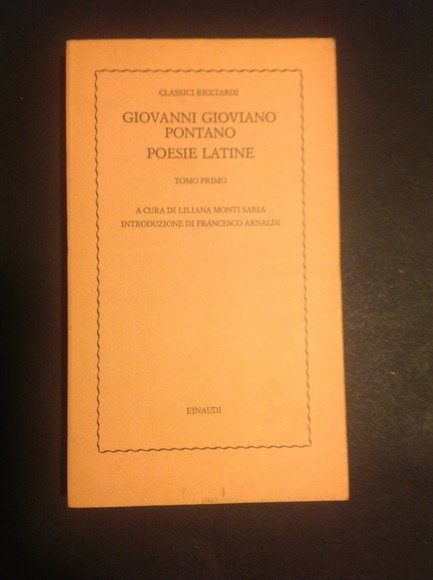 CLASSICI RICCIARDI
GIOVANNI GIOVIANO
PONTANO
POESIE LATINE
TOMO PRIMO
A CURA DI LILIANA MONTI SABIA
INTRODUZIONE DI FRANCESCO ARNALDI
EINAUDI